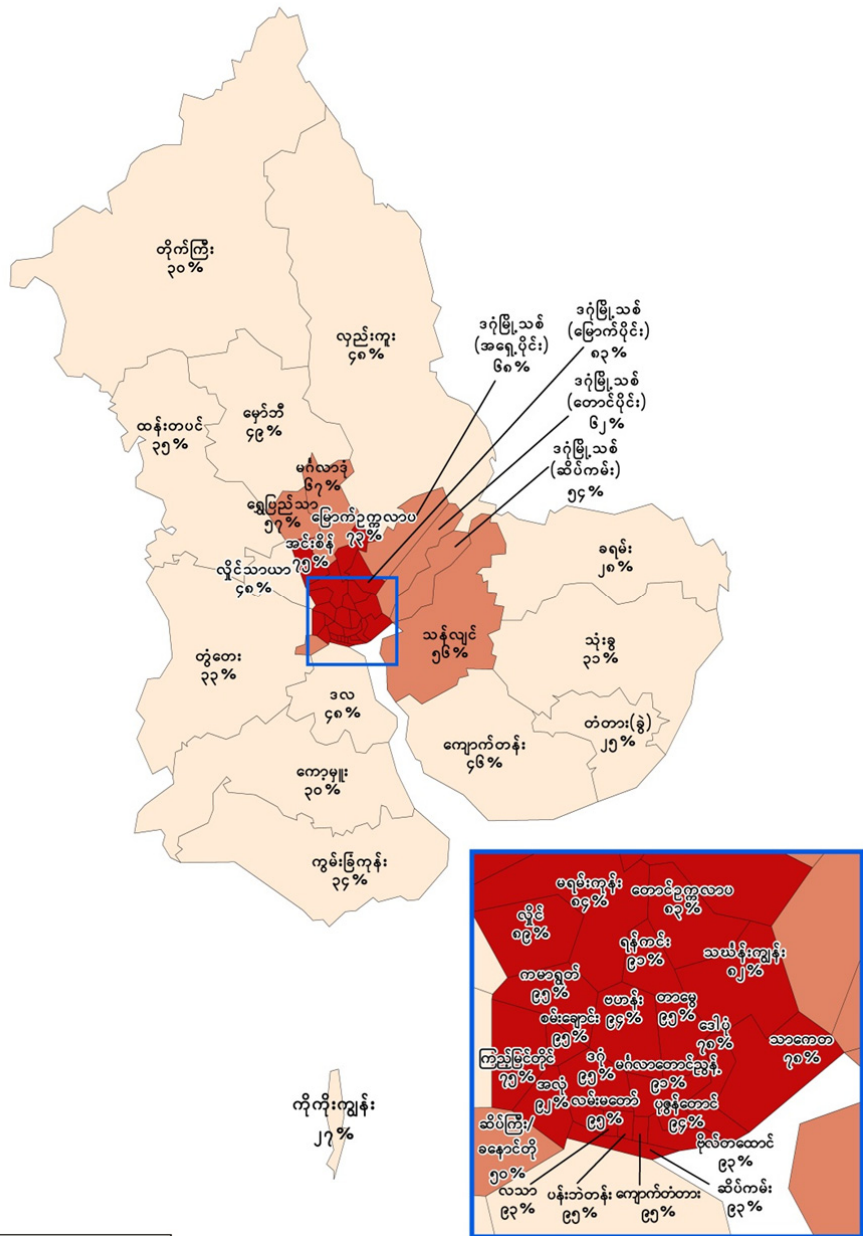 တိုက်ကြီး
၃၀%
လှည်းကူး
၄၈%
ဒဂုံမြို့သစ်
(အရှေ့ပိုင်း)
၆၈%
ဒဂုံမြို့သစ်
(မြောက်ပိုင်း)
၈၃%
ဒဂုံမြို့သစ်
(တောင်ပိုင်း)
၆၂%
ဒဂုံမြို့သစ်
(ဆိပ်ကမ်း)
၅၄%
ထန်းတပင်
၃၅%
မှော်ဘီ
၄၉%
မင်္ဂလာဒုံ
၆၇%
ရွှေပြည်သာ
၅၇%
မြောက်ဥက္ကလာပ
၇၃%
အင်းစိန်
၇၅%
လှိုင်သာယာ
၄၈%
ခရမ်း
၂၈%
သန်လျင်
၅၆%
သုံးခွ
၃၁%
တွံတေး
၃၃%
ဒလ
၄၈%
တံတား(ခွဲ)
၂၅%
ကျောက်တန်း
၄၆%
ကော့မှူး
၃၀%
ကွမ်းခြံကုန်း
၃၄%
ကိုကိုးကျွန်း
၂၇%
မရမ်းကုန်း
၈၄%
တောင်ဥက္ကလာပ
၈၃%
လှိုင်
၈၉%
ရန်ကင်း
၉၁%
သင်္ဃန်းကျွန်း
၈၂%
ကမာရွတ်
၉၅%
ဗဟန်း
၉၄%
တာမွေ
၉၅%
စမ်းချောင်း
၉၅%
ဒေါပုံ
၇၈%
သာကေတ
၇၈%
ကြည့်မြင်တိုင်
၇၅%
ဒဂုံ
၉၅%
မင်္ဂလာတောင်ညွန့်
၉၁%
အလုံ
၉၂%
လမ်းမတော်
၉၅%
ပုဇွန်တောင်
၉၄%
ဆိပ်ကြီး/
ခနောင်တို
၅၀%
ဗိုလ်တထောင်
၉၃%
လသာ
၉၃%
ပန်းဘဲတန်း
၉၅%
ကျောက်တံတား
၉၅%
ဆိပ်ကမ်း
၉၃%